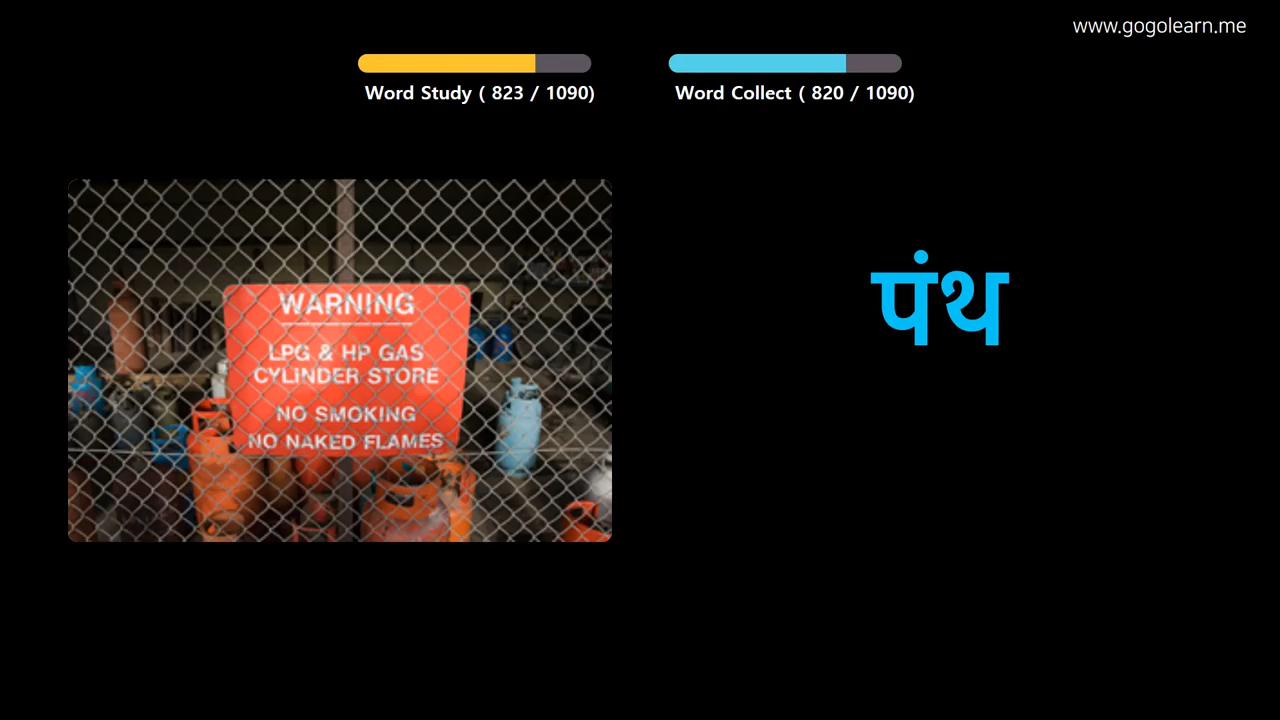 www.gogolearn.me
Word Study ( 823 / 1090)
Word Collect ( 820 / 1090)
WARNING
LPG & HP GAS
CYLINDER STORE
NO SMOKING
NO NAKED FLAMES
पंथ